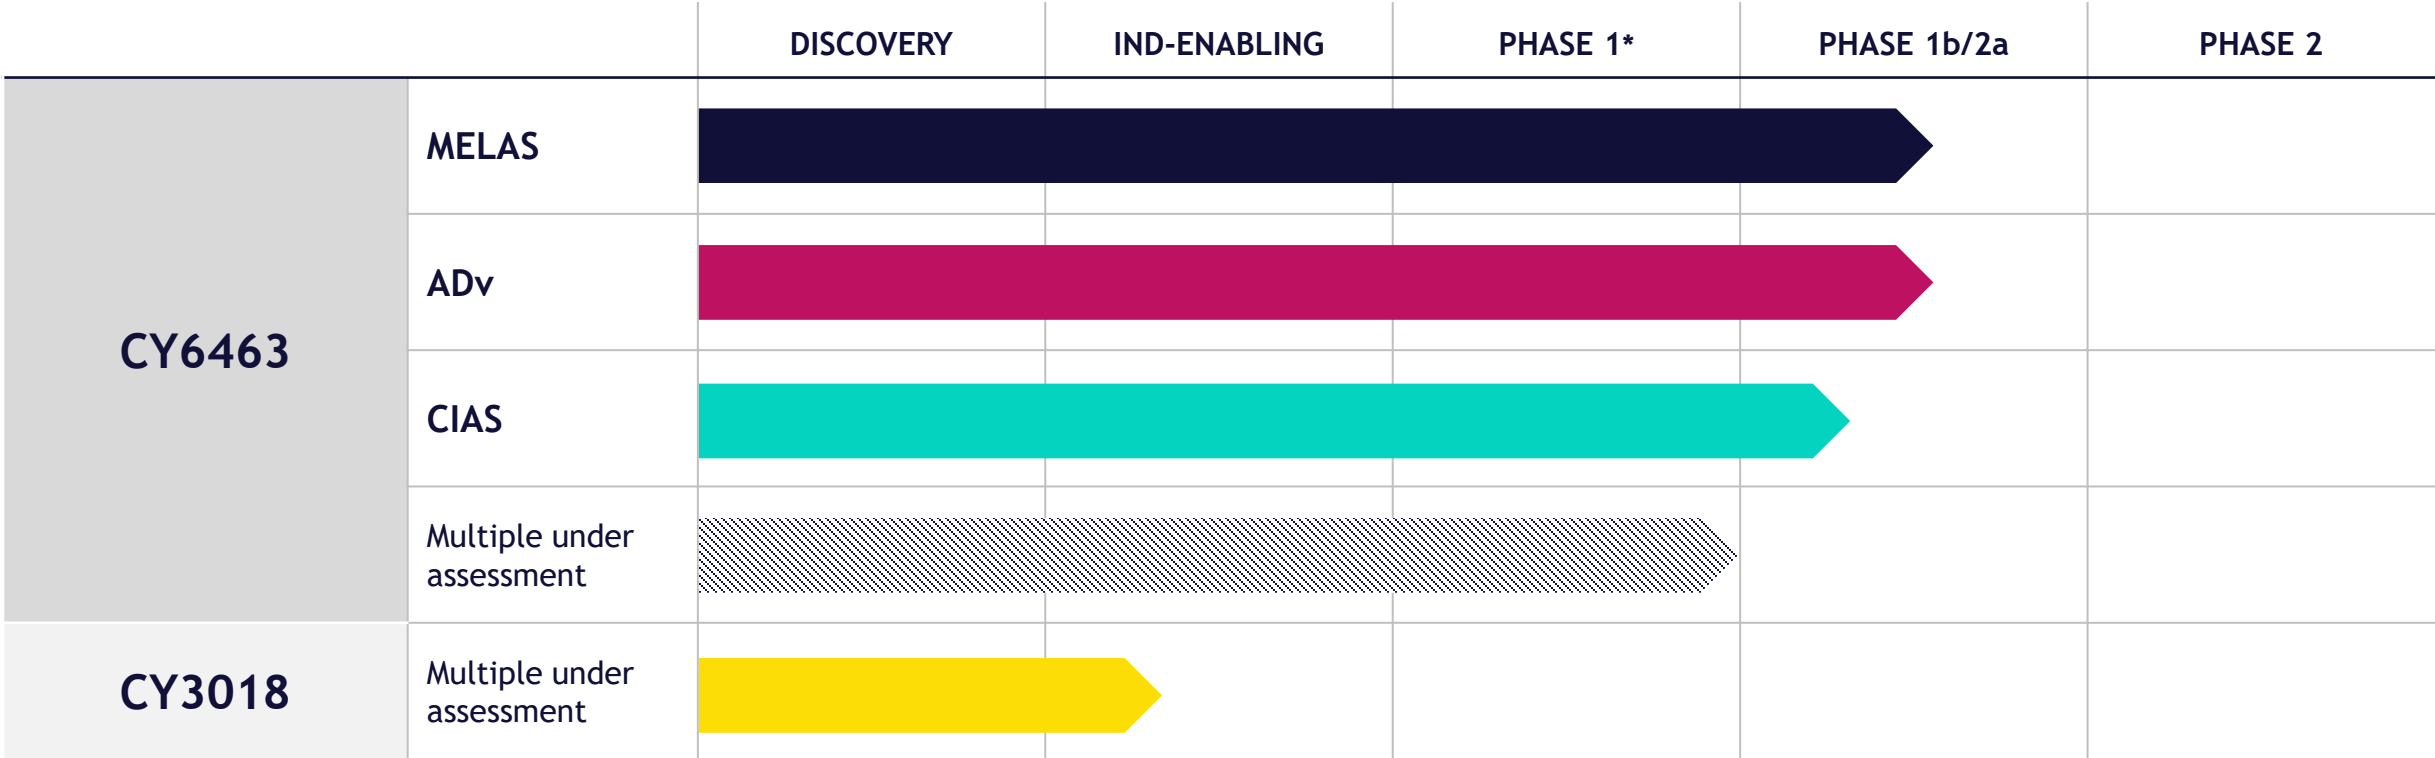 DISCOVERY
IND-ENABLING
PHASE 1*
PHASE 1b/2a
PHASE 2
CY6463
MELAS
ADv
CIAS
Multiple under
assessment
CY3018
Multiple under
assessment